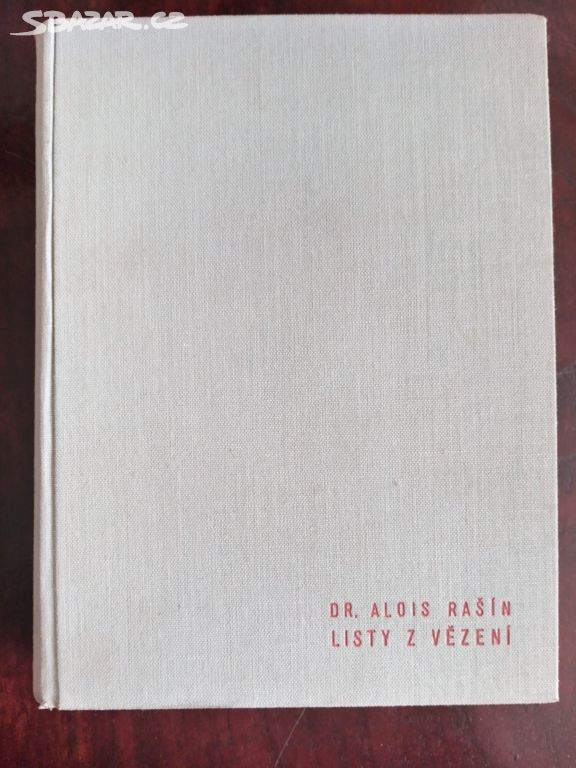 SBAZAR.CZ
DR. ALOIS RAŠÍN
LISTY Z VĚZENÍ